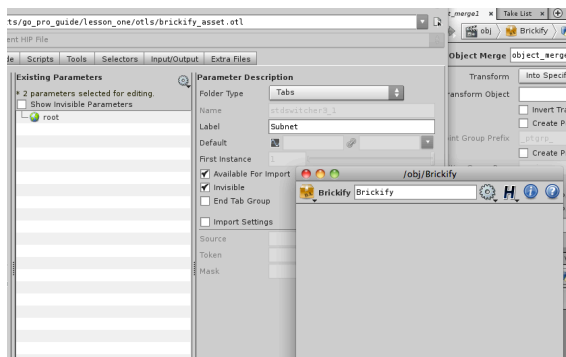 ts/go_pro_guide/lesson_one/otls/brickify_asset.otl
ent HIP File
de Scripts Tools Selectors Input/Output Extra Files
Existing Parameters
* 2 parameters selected for editing.
Show Invisible Parameters
root
Parameter Description
Folder Type Tabs
Name stdswitcher3_1
Label Subnet
Default
First Instance 1
Available For Import
Invisible
End Tab Group
Import Settings
Source
Token
Mask
t_merge1 x Take List x
obj Brickify
Object Merge object_merge
Transform Into Specif
ransform Object
Invert Tra
Create P
int Group Prefix _ptgrp_
Create P
/obj/Brickify
Brickify Brickify